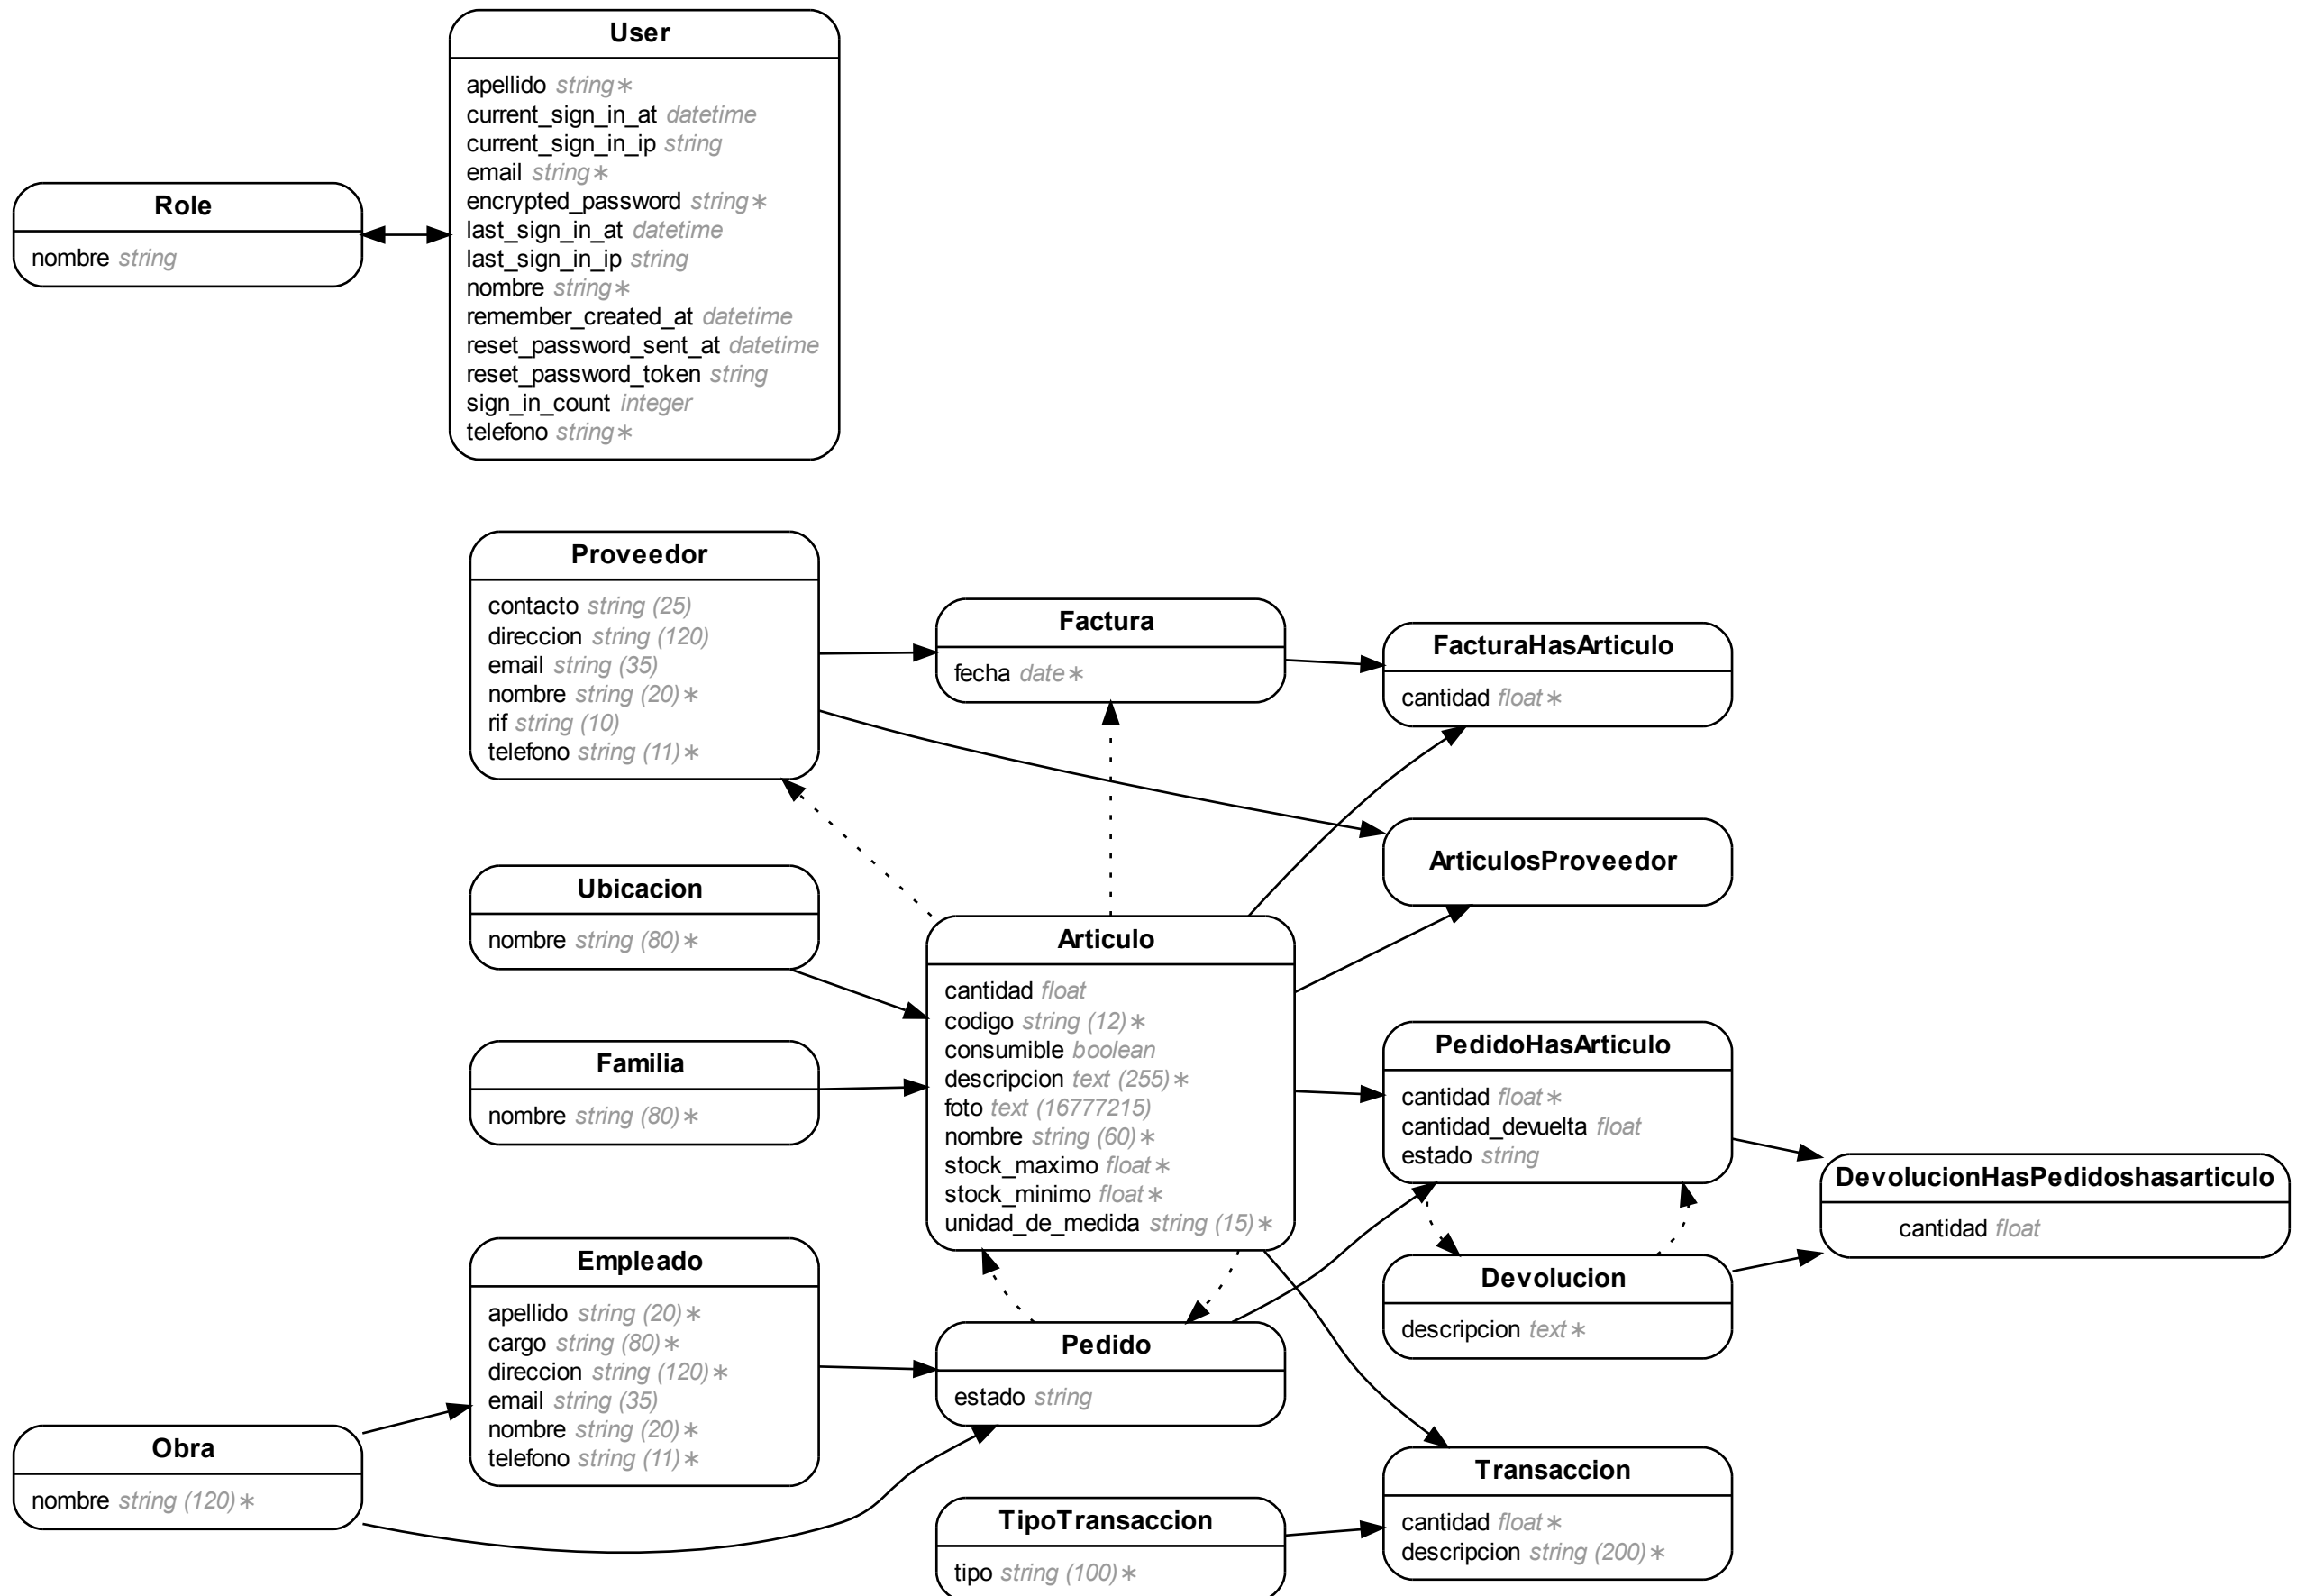 User
apellido string∗
current_sign_in_at datetime
current_sign_in_ip string
email string∗
encrypted_password string∗
last_sign_in_at datetime
last_sign_in_ip string
nombre string∗
remember_created_at datetime
reset_password_sent_at datetime
reset_password_token string
sign_in_count integer
telefono string∗
Role
nombre string
Proveedor
contacto string (25)
direccion string (120)
email string (35)
nombre string (20)∗
rif string (10)
telefono string (11)∗
Factura
fecha date∗
FacturaHasArticulo
cantidad float∗
ArticulosProveedor
Ubicacion
nombre string (80)∗
Articulo
cantidad float
codigo string (12)∗
consumible boolean
descripcion text (255)∗
foto text (16777215)
nombre string (60)∗
stock_maximo float∗
stock_minimo float∗
unidad_de_medida string (15)∗
Familia
nombre string (80)∗
PedidoHasArticulo
cantidad float∗
cantidad_devuelta float
estado string
DevolucionHasPedidoshasarticulo
cantidad float
Devolucion
descripcion text∗
Empleado
apellido string (20)∗
cargo string (80)∗
direccion string (120)∗
email string (35)
nombre string (20)∗
telefono string (11)∗
Pedido
estado string
Obra
nombre string (120)∗
Transaccion
cantidad float∗
descripcion string (200)∗
TipoTransaccion
tipo string (100)∗